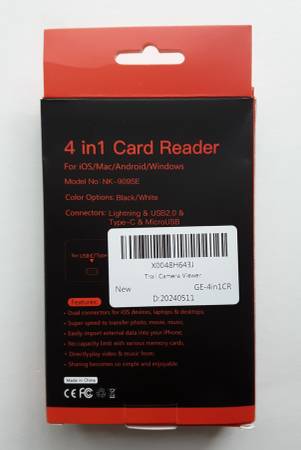 4 in1 Card Reader
For iOS/Mac/Android/Windows
Model No: NK-9095E
Color Options: Black/White
Connectors: Lightning & USB2.0 &
Type-C & MicroUSB
X0048H643J
Trail Camera Viewer
New GE-4in1CR
D:20240511
Features:
· Dual connectors for iOS devices, laptops & desktops;
· Super speed to transfer photo, movie, music;
· Easily import external data into your iPhone;
· No capacity limit with various memory cards;
· Directly play video & music from;
· Sharing becomes so simple and enjoyable.
Made in China
CE FC